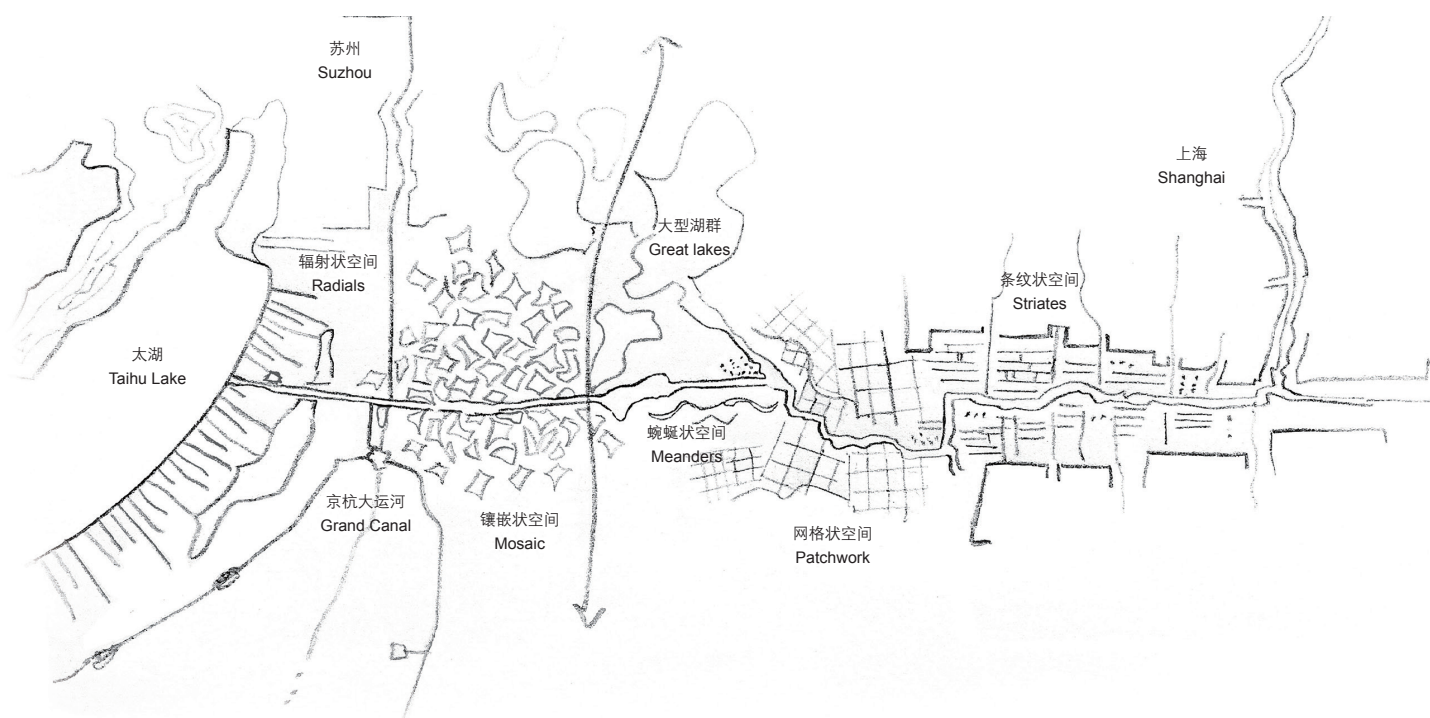 苏州
Suzhou
上海
Shanghai
大型湖群
Great lakes
辐射状空间
Radials
条纹状空间
Striates
太湖
Taihu Lake
蜿蜒状空间
Meanders
京杭大运河
Grand Canal
镶嵌状空间
Mosaic
网格状空间
Patchwork